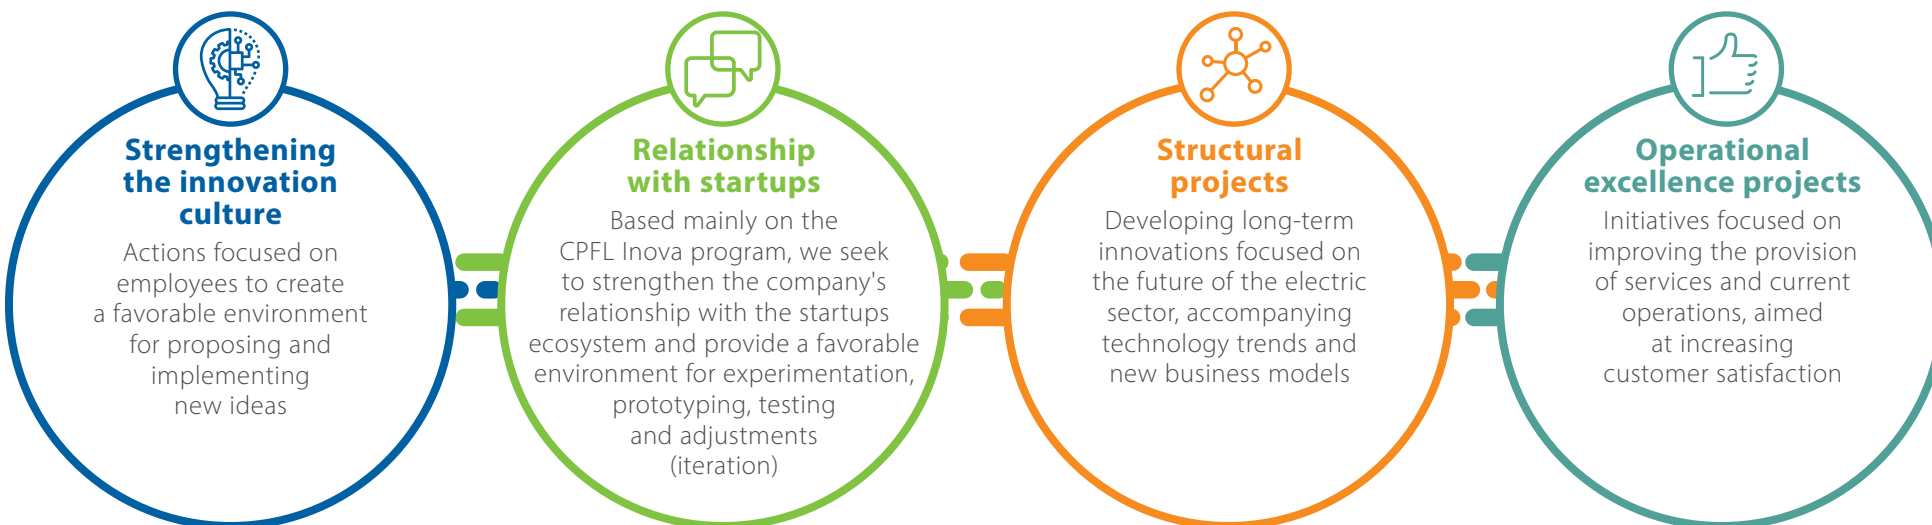 Strengthening
the innovation
culture
Actions focused on
employees to create
a favorable environment
for proposing and
implementing
new ideas
Relationship
with startups
Based mainly on the
CPFL Inova program, we seek
to strengthen the company's
relationship with the startups
ecosystem and provide a favorable
environment for experimentation,
prototyping, testing
and adjustments
(iteration)
Structural
projects
Developing long-term
innovations focused on
the future of the electric
sector, accompanying
technology trends and
new business models
Operational
excellence projects
Initiatives focused on
improving the provision
of services and current
operations, aimed
at increasing
customer satisfaction